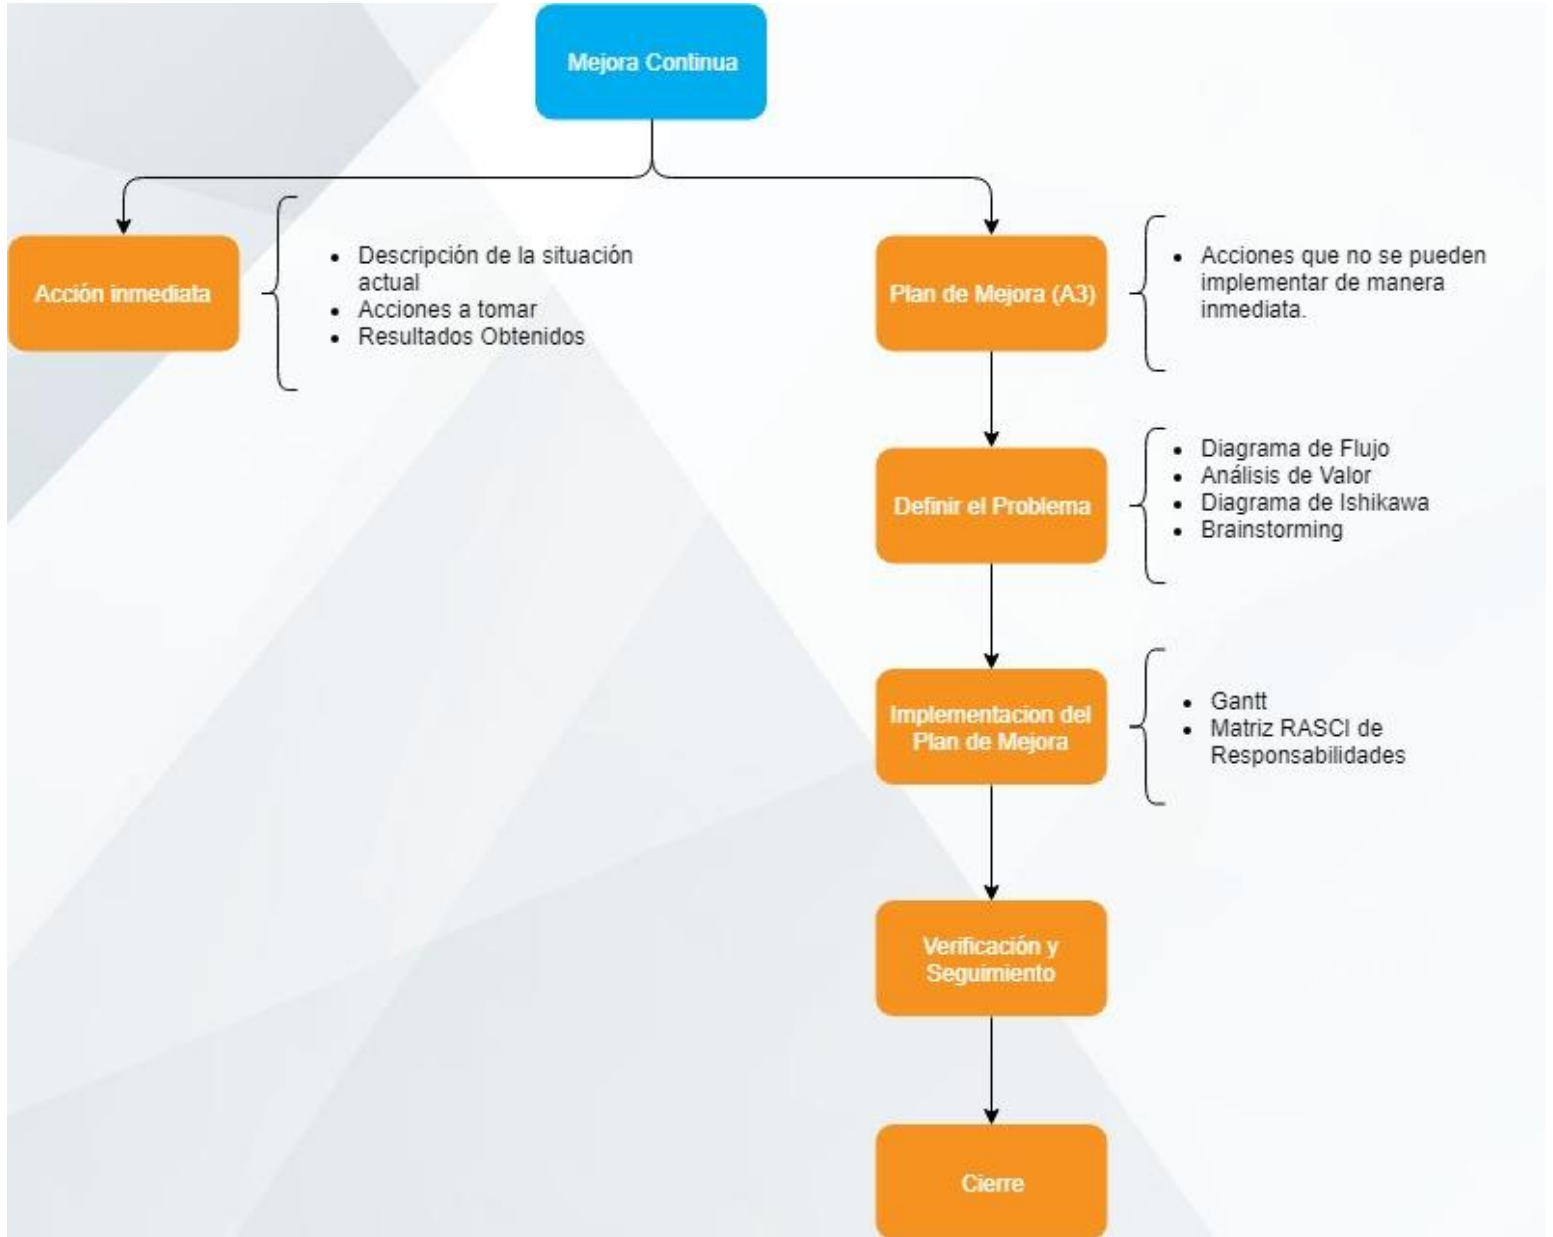 Mejora Continua
Acción inmediata
• Descripción de la situación
actual
• Acciones a tomar
• Resultados Obtenidos
Plan de Mejora (A3)
• Acciones que no se pueden
implementar de manera
inmediata.
Definir el Problema
• Diagrama de Flujo
• Análisis de Valor
• Diagrama de Ishikawa
• Brainstorming
Implementacion del
Plan de Mejora
• Gantt
• Matriz RASCI de
Responsabilidades
Verificación y
Seguimiento
Cierre